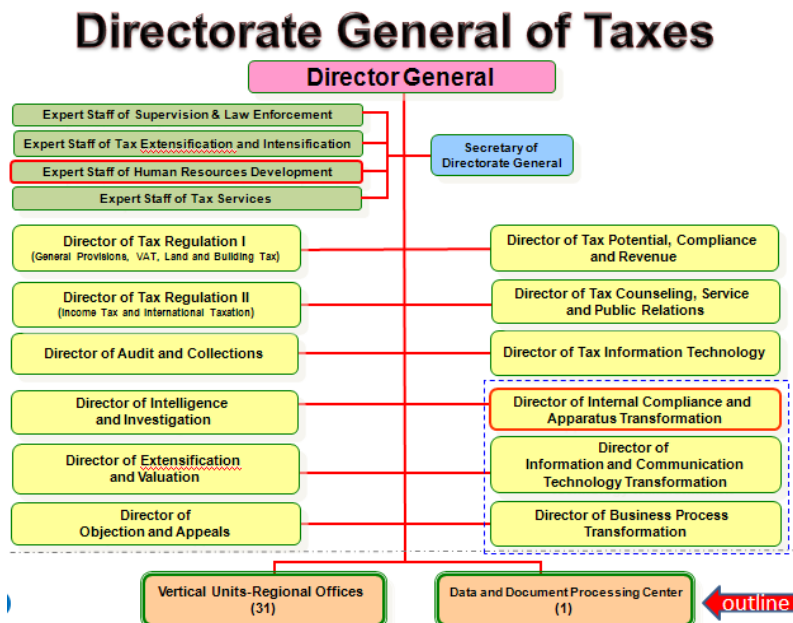 Directorate General of Taxes
Director General
Expert Staff of Supervision & Law Enforcement
Expert Staff of Tax Extensification and Intensification
Expert Staff of Human Resources Development
Expert Staff of Tax Services
Secretary of
Directorate General
Director of Tax Regulation I
(General Provisions, VAT, Land and Building Tax)
Director of Tax Potential, Compliance
and Revenue
Director of Tax Regulation II
(Income Tax and International Taxation)
Director of Tax Counseling, Service
and Public Relations
Director of Audit and Collections
Director of Tax Information Technology
Director of Intelligence
and Investigation
Director of Internal Compliance and
Apparatus Transformation
Director of Extensification
and Valuation
Director of
Information and Communication
Technology Transformation
Director of
Objection and Appeals
Director of Business Process
Transformation
Vertical Units-Regional Offices
(31)
Data and Document Processing Center
(1)
outline